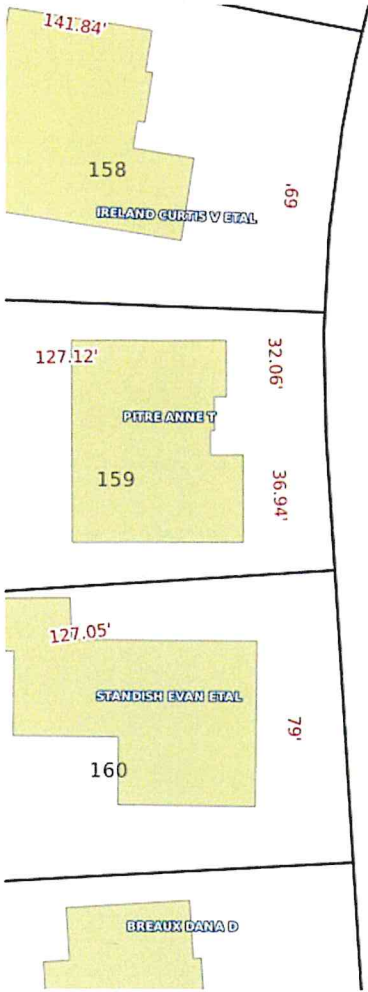 141.84'
158
69'
IRELAND CURTIS V ETAL
127.12'
32.06'
PITRE ANNE T
159
36.94'
127.05'
STANDISH EVAN ETAL
79'
160
BREAUX DANA D